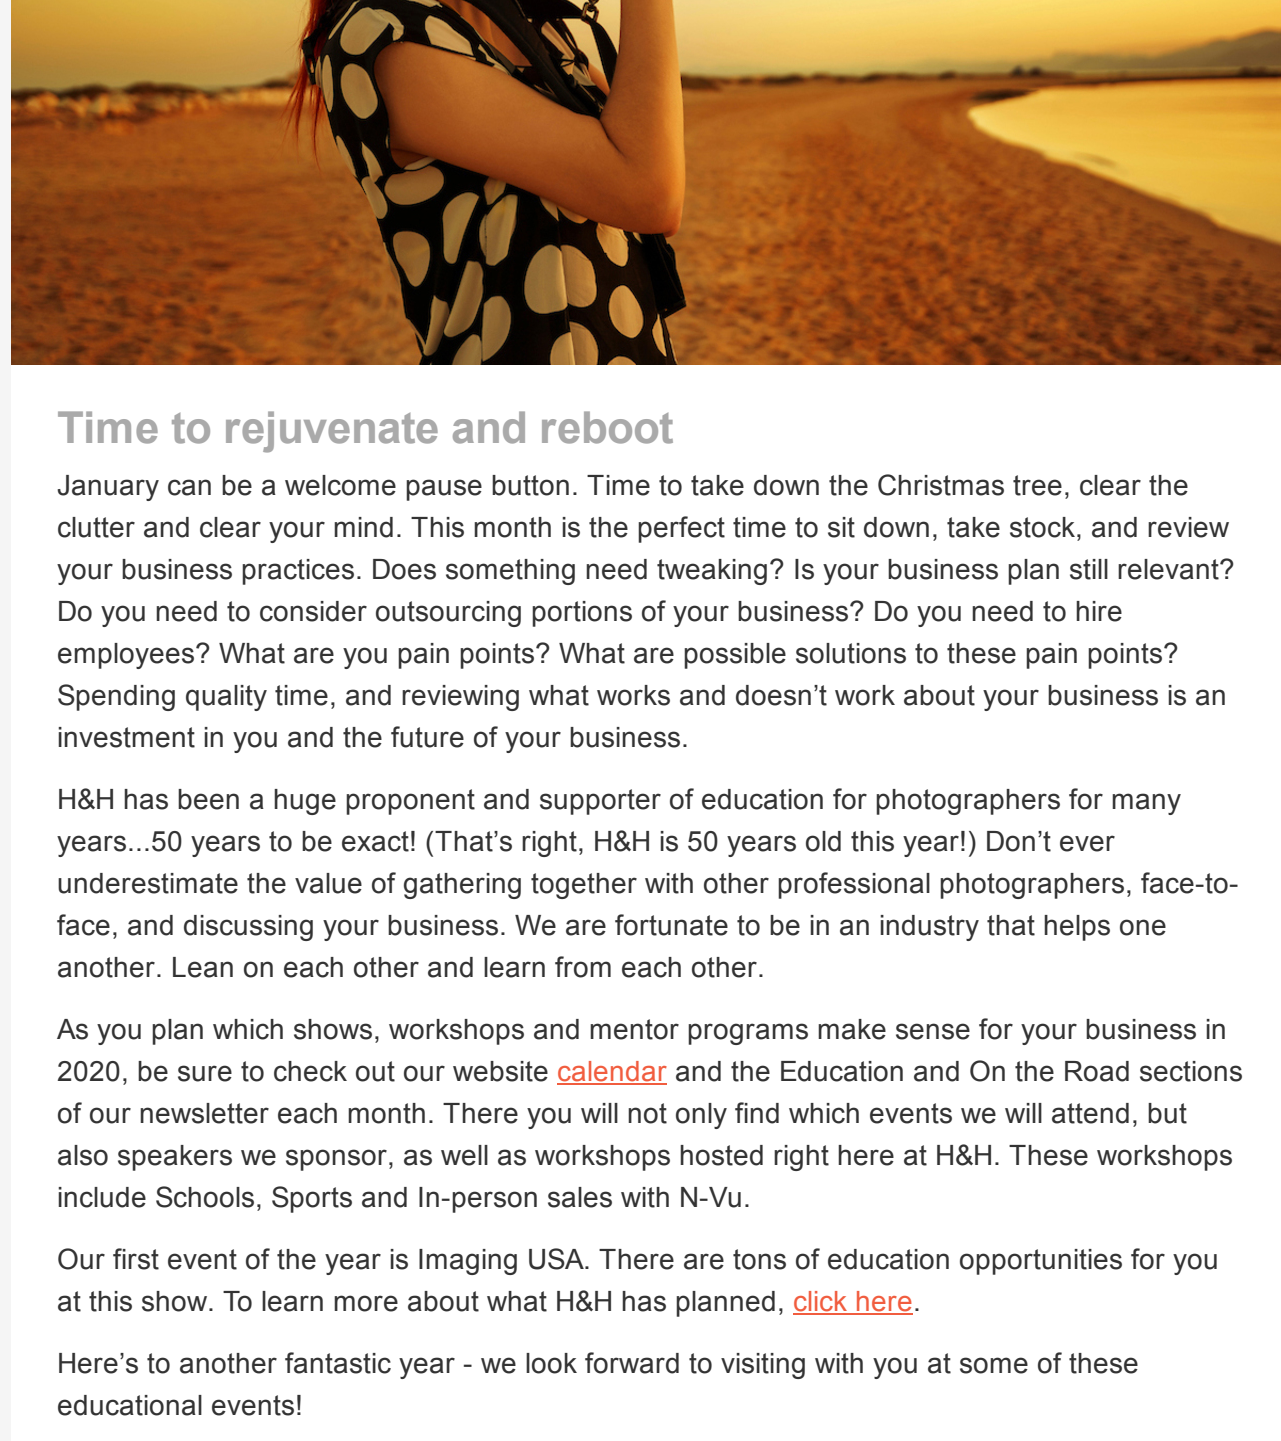 Time to rejuvenate and reboot
January can be a welcome pause button. Time to take down the Christmas tree, clear the
clutter and clear your mind. This month is the perfect time to sit down, take stock, and review
your business practices. Does something need tweaking? Is your business plan still relevant?
Do you need to consider outsourcing portions of your business? Do you need to hire
employees? What are you pain points? What are possible solutions to these pain points?
Spending quality time, and reviewing what works and doesn’t work about your business is an
investment in you and the future of your business.
H&H has been a huge proponent and supporter of education for photographers for many
years...50 years to be exact! (That’s right, H&H is 50 years old this year!) Don’t ever
underestimate the value of gathering together with other professional photographers, face-to-
face, and discussing your business. We are fortunate to be in an industry that helps one
another. Lean on each other and learn from each other.
As you plan which shows, workshops and mentor programs make sense for your business in
2020, be sure to check out our website calendar and the Education and On the Road sections
of our newsletter each month. There you will not only find which events we will attend, but
also speakers we sponsor, as well as workshops hosted right here at H&H. These workshops
include Schools, Sports and In-person sales with N-Vu.
Our first event of the year is Imaging USA. There are tons of education opportunities for you
at this show. To learn more about what H&H has planned, click here.
Here’s to another fantastic year - we look forward to visiting with you at some of these
educational events!